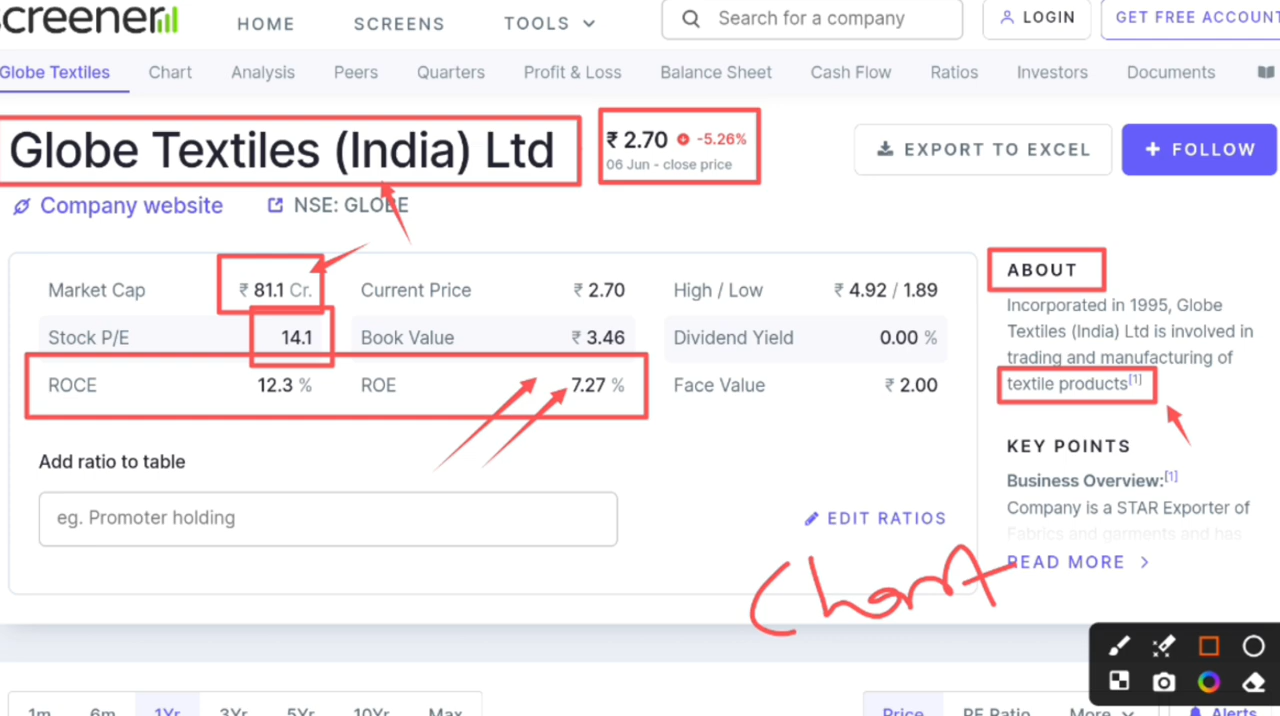 screener
HOME SCREENS TOOLS
Search for a company
LOGIN
GET FREE ACCOUNT
Globe Textiles Chart Analysis Peers Quarters Profit & Loss Balance Sheet Cash Flow Ratios Investors Documents
Globe Textiles (India) Ltd
₹ 2.70 -5.26%
06 Jun - close price
EXPORT TO EXCEL
+ FOLLOW
Company website NSE: GLOBE
Market Cap ₹ 81.1 Cr. Current Price ₹ 2.70 High / Low ₹ 4.92 / 1.89
Stock P/E 14.1 Book Value ₹ 3.46 Dividend Yield 0.00 %
ROCE 12.3 % ROE 7.27 % Face Value ₹ 2.00
Add ratio to table
eg. Promoter holding
EDIT RATIOS
ABOUT
Incorporated in 1995, Globe
Textiles (India) Ltd is involved in
trading and manufacturing of
textile products[1]
KEY POINTS
Business Overview:[1]
Company is a STAR Exporter of
Fabrics and garments and has
READ MORE
Chart
1m 6m 1Yr 3Yr 5Yr 10Yr Max
Price PE Ratio More Alerts